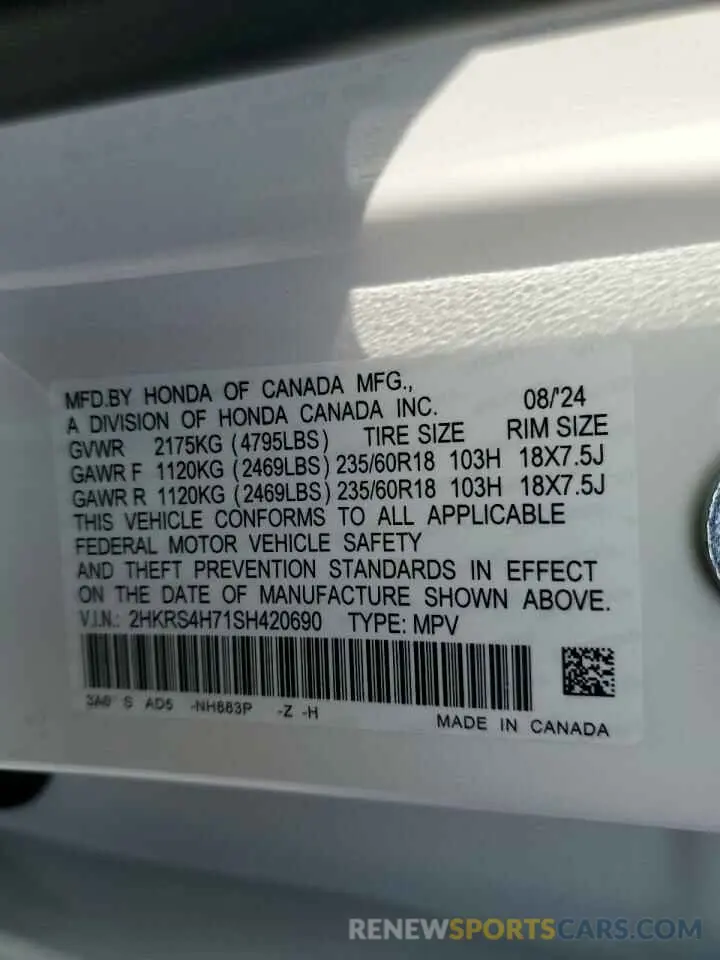 MFD.BY HONDA OF CANADA MFG.,
A DIVISION OF HONDA CANADA INC. 08/'24
GVWR 2175KG (4795LBS) TIRE SIZE RIM SIZE
GAWR F 1120KG (2469LBS) 235/60R18 103H 18X7.5J
GAWR R 1120KG (2469LBS) 235/60R18 103H 18X7.5J
THIS VEHICLE CONFORMS TO ALL APPLICABLE
FEDERAL MOTOR VEHICLE SAFETY
AND THEFT PREVENTION STANDARDS IN EFFECT
ON THE DATE OF MANUFACTURE SHOWN ABOVE.
V.I.N.: 2HKRS4H71SH420690 TYPE: MPV
S AD5 -NH883P -Z -H
MADE IN CANADA
RENEWSPORTSCARS.COM